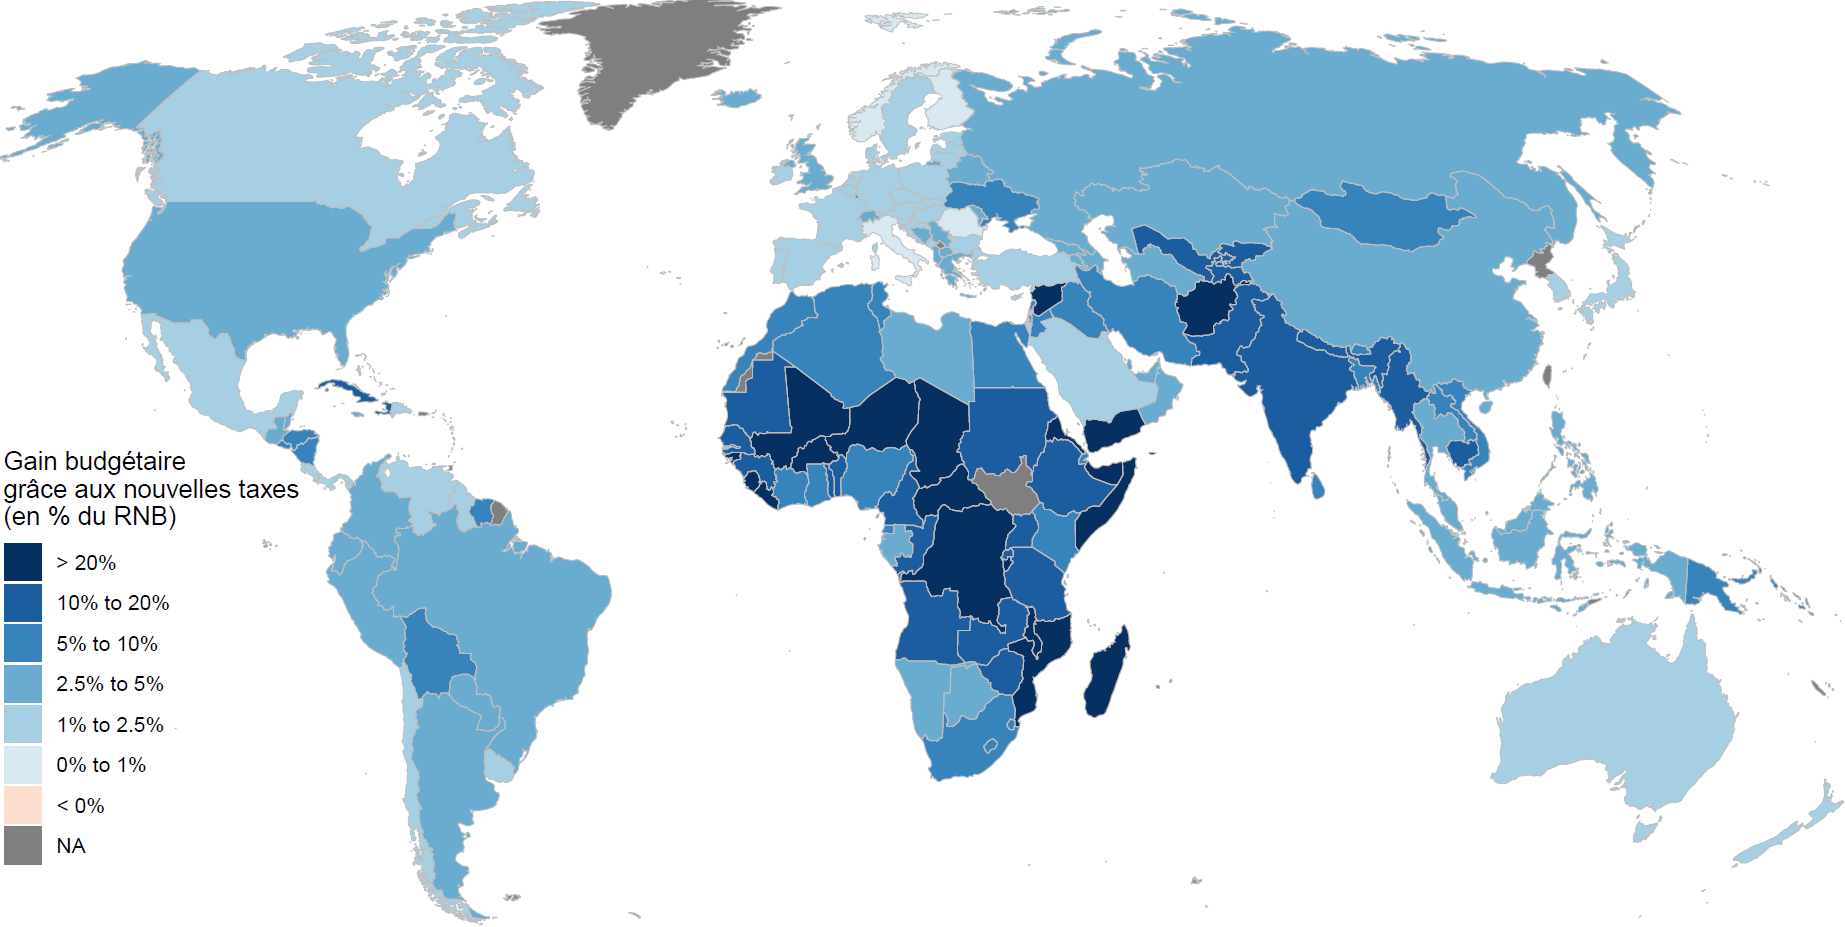 Gain budgétaire
grâce aux nouvelles taxes
(en % du RNB)
> 20%
10% to 20%
5% to 10%
2.5% to 5%
1% to 2.5%
0% to 1%
< 0%
NA